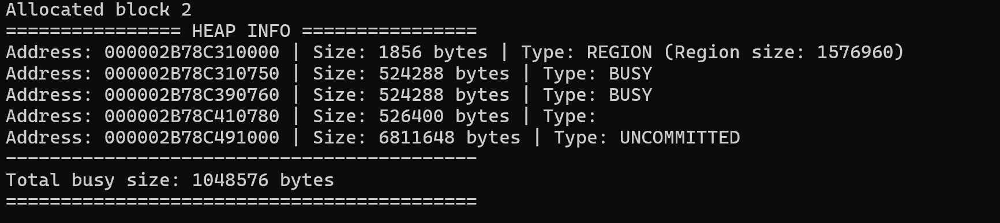 Allocated block 2
================ HEAP INFO ================
Address: 000002B78C310000 | Size: 1856 bytes | Type: REGION (Region size: 1576960)
Address: 000002B78C310750 | Size: 524288 bytes | Type: BUSY
Address: 000002B78C390760 | Size: 524288 bytes | Type: BUSY
Address: 000002B78C410780 | Size: 526400 bytes | Type:
Address: 000002B78C491000 | Size: 6811648 bytes | Type: UNCOMMITTED
-------------------------------------------
Total busy size: 1048576 bytes
===========================================